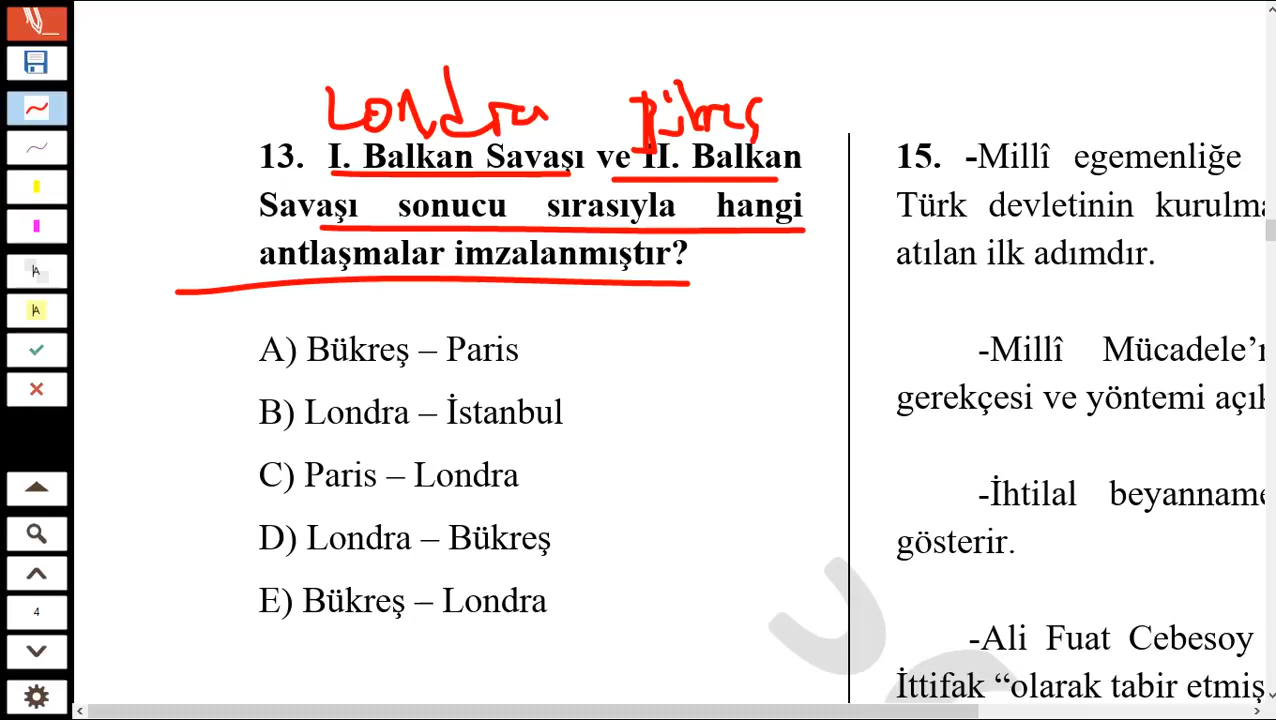 Londra Bükreş
13. I. Balkan Savaşı ve II. Balkan
Savaşı sonucu sırasıyla hangi
antlaşmalar imzalanmıştır?
A) Bükreş – Paris
B) Londra – İstanbul
C) Paris – Londra
D) Londra – Bükreş
E) Bükreş – Londra
15. -Millî egemenliğe
Türk devletinin kurulma
atılan ilk adımdır.
-Millî Mücadele’n
gerekçesi ve yöntemi açık
-İhtilal beyanname
gösterir.
-Ali Fuat Cebesoy
İttifak “olarak tabir etmiş
A
A
4